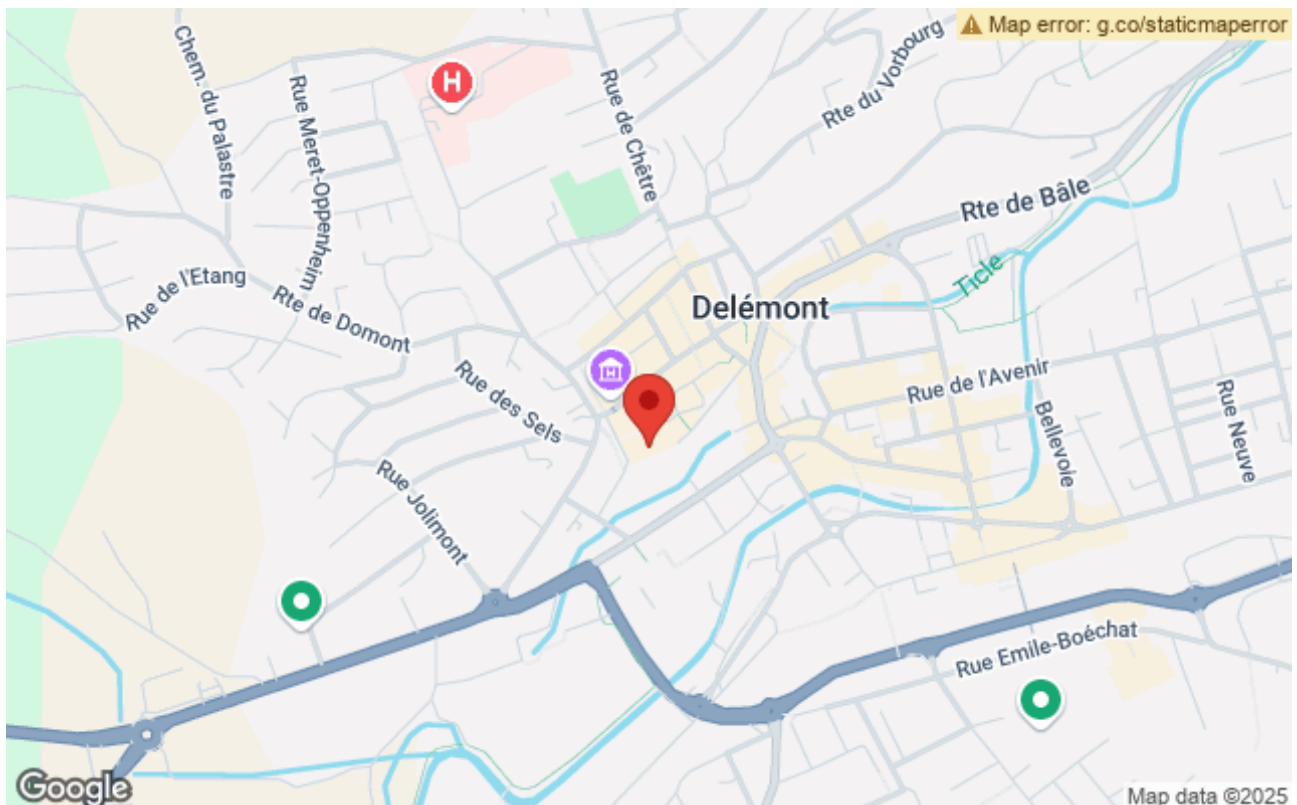 Map error: g.co/staticmaperror
Chem. du Palastre
Rue Meret-Oppenheim
H
Rue de Chêtre
Rte du Vorbourg
Rte de Bâle
Ticle
Rue de l'Etang
Rte de Domont
Delémont
Rue des Sels
Rue de l'Avenir
Bellevoie
Rue Neuve
Rue Jolimont
Rue Emile-Boéchat
Google
Map data ©2025